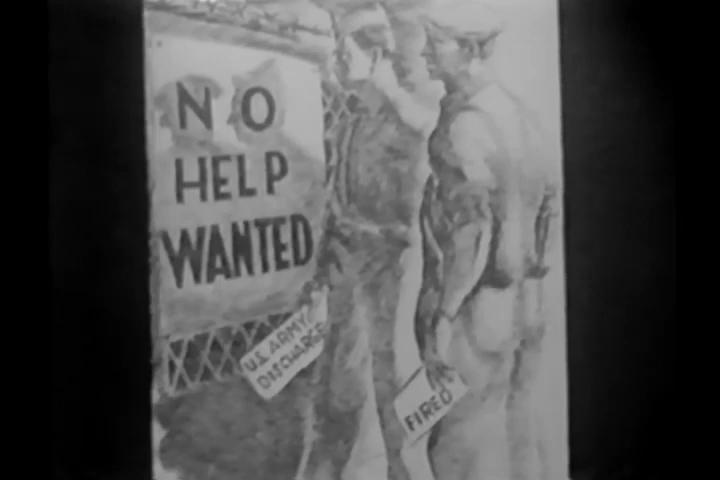 NO
HELP
WANTED
U.S. ARMY
DISCHARGE
FIRED